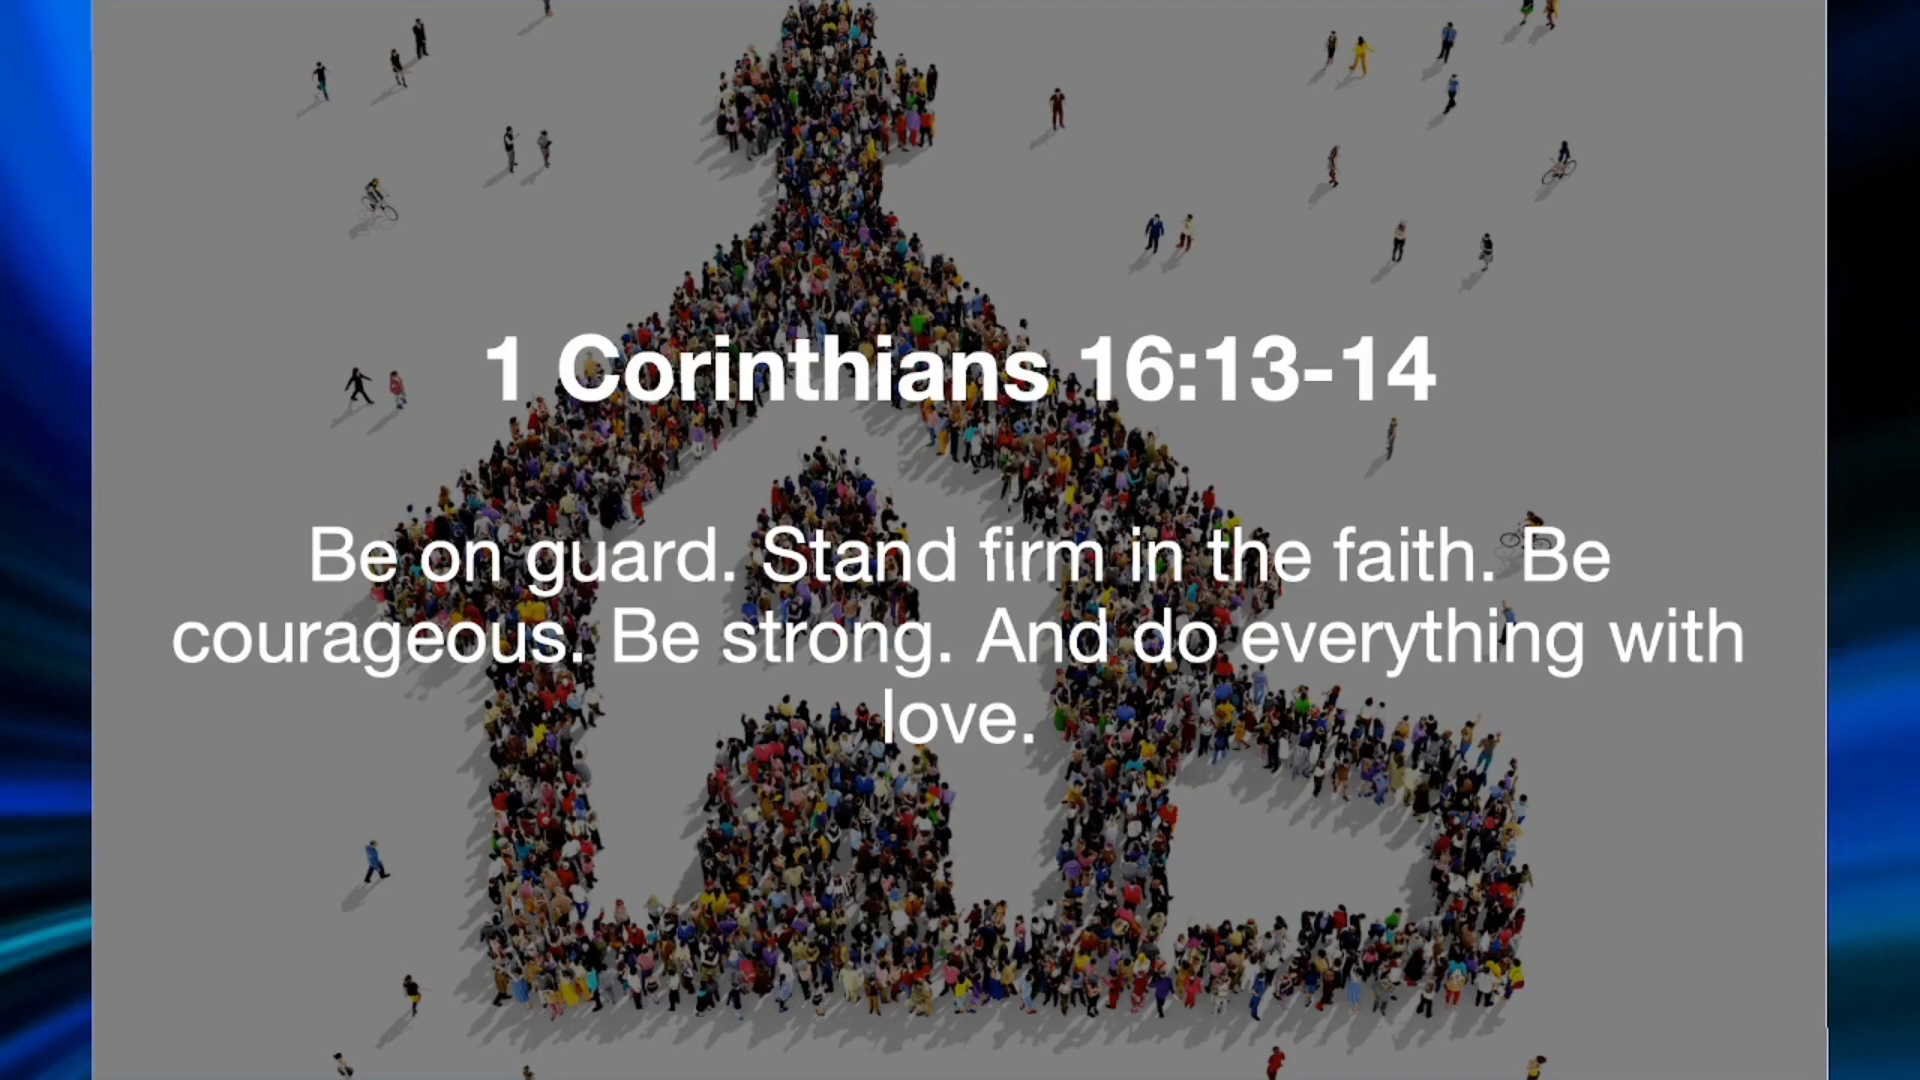 1 Corinthians 16:13-14
Be on guard. Stand firm in the faith. Be
courageous. Be strong. And do everything with
love.